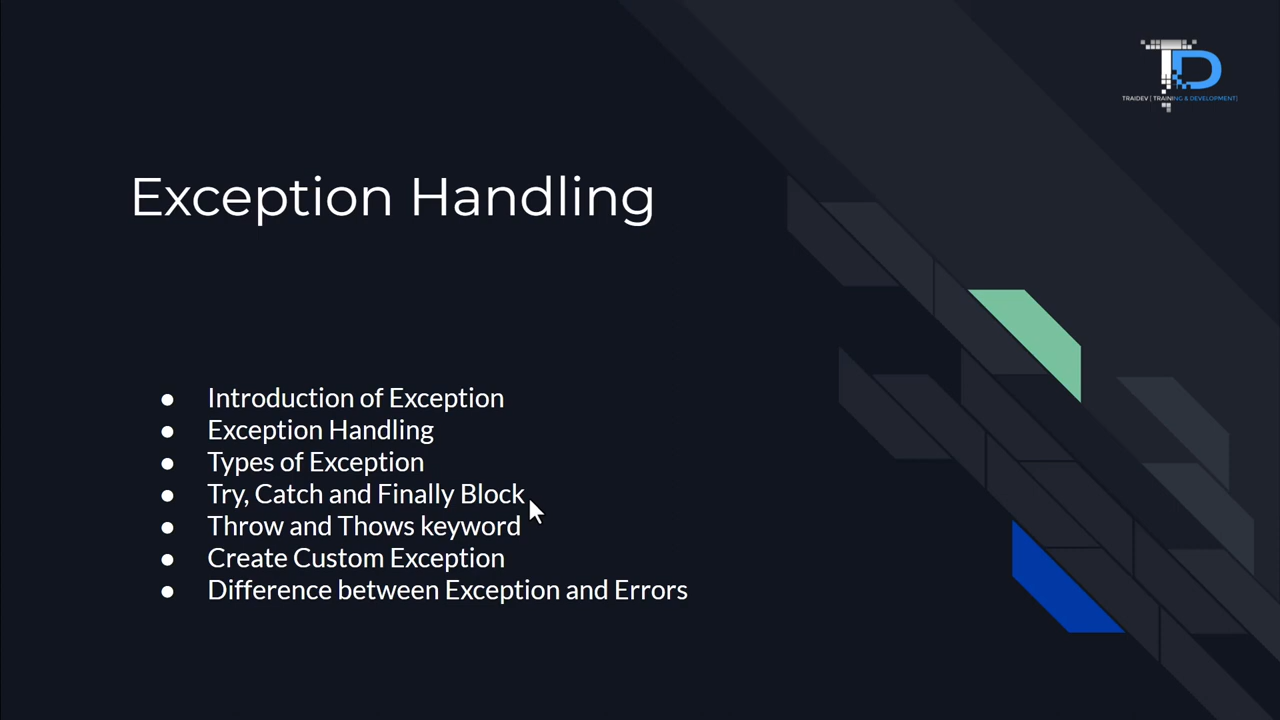 TRAIDEV [ TRAINING & DEVELOPMENT]
Exception Handling
● Introduction of Exception
● Exception Handling
● Types of Exception
● Try, Catch and Finally Block
● Throw and Thows keyword
● Create Custom Exception
● Difference between Exception and Errors